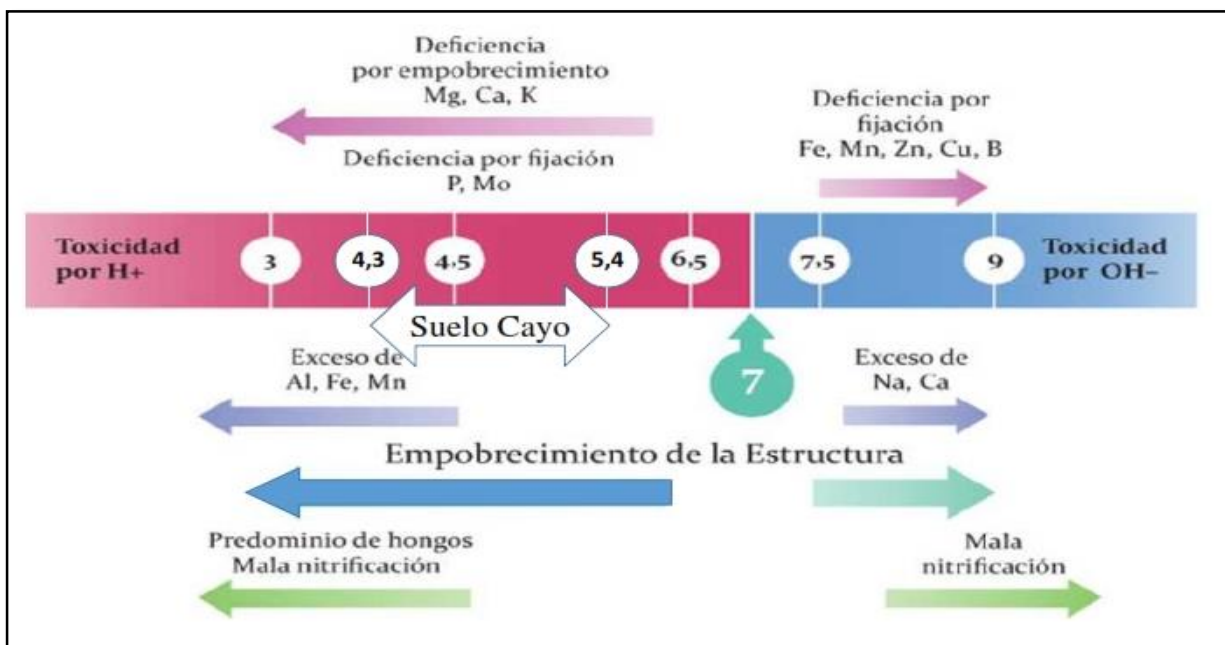 Deficiencia
por empobrecimiento
Mg, Ca, K
Deficiencia por fijación
P, Mo
Deficiencia por
fijación
Fe, Mn, Zn, Cu, B
Toxicidad
por H+
3
4,3
4,5
5,4
6,5
7,5
9
Toxicidad
por OH−
Suelo Cayo
7
Exceso de
Al, Fe, Mn
Exceso de
Na, Ca
Empobrecimiento de la Estructura
Predominio de hongos
Mala nitrificación
Mala
nitrificación